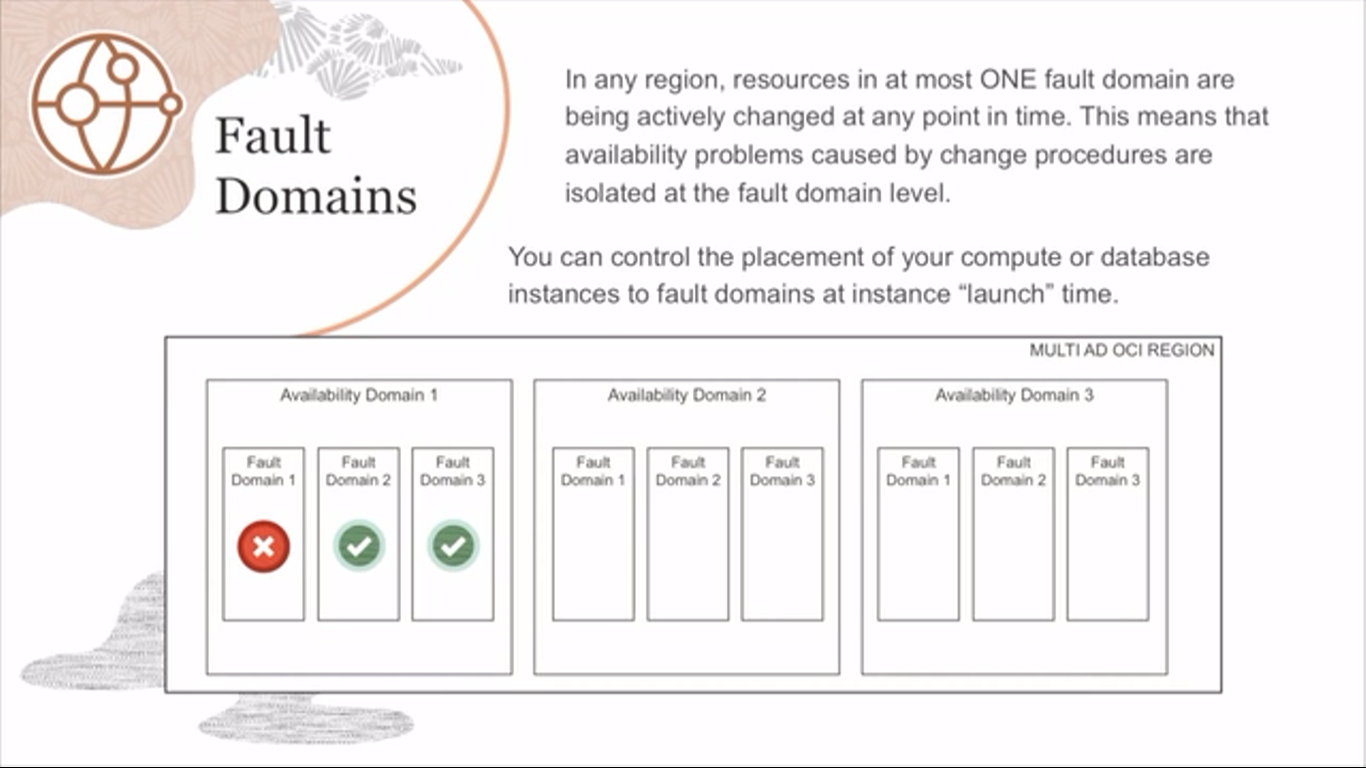 Fault
Domains
In any region, resources in at most ONE fault domain are
being actively changed at any point in time. This means that
availability problems caused by change procedures are
isolated at the fault domain level.
You can control the placement of your compute or database
instances to fault domains at instance “launch” time.
MULTI AD OCI REGION
Availability Domain 1
Fault
Domain 1
Fault
Domain 2
Fault
Domain 3
Availability Domain 2
Fault
Domain 1
Fault
Domain 2
Fault
Domain 3
Availability Domain 3
Fault
Domain 1
Fault
Domain 2
Fault
Domain 3